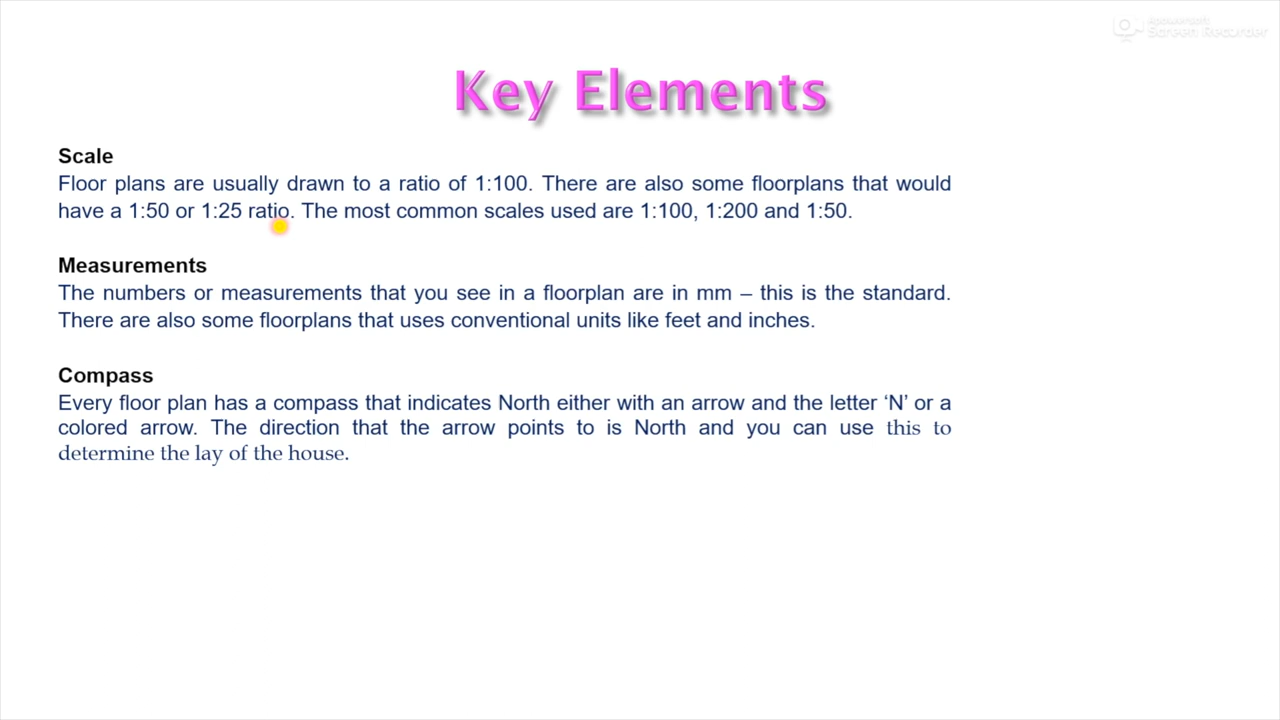 Apowersoft
Screen Recorder
Key Elements
Scale
Floor plans are usually drawn to a ratio of 1:100. There are also some floorplans that would
have a 1:50 or 1:25 ratio. The most common scales used are 1:100, 1:200 and 1:50.
Measurements
The numbers or measurements that you see in a floorplan are in mm – this is the standard.
There are also some floorplans that uses conventional units like feet and inches.
Compass
Every floor plan has a compass that indicates North either with an arrow and the letter ‘N’ or a
colored arrow. The direction that the arrow points to is North and you can use this to
determine the lay of the house.